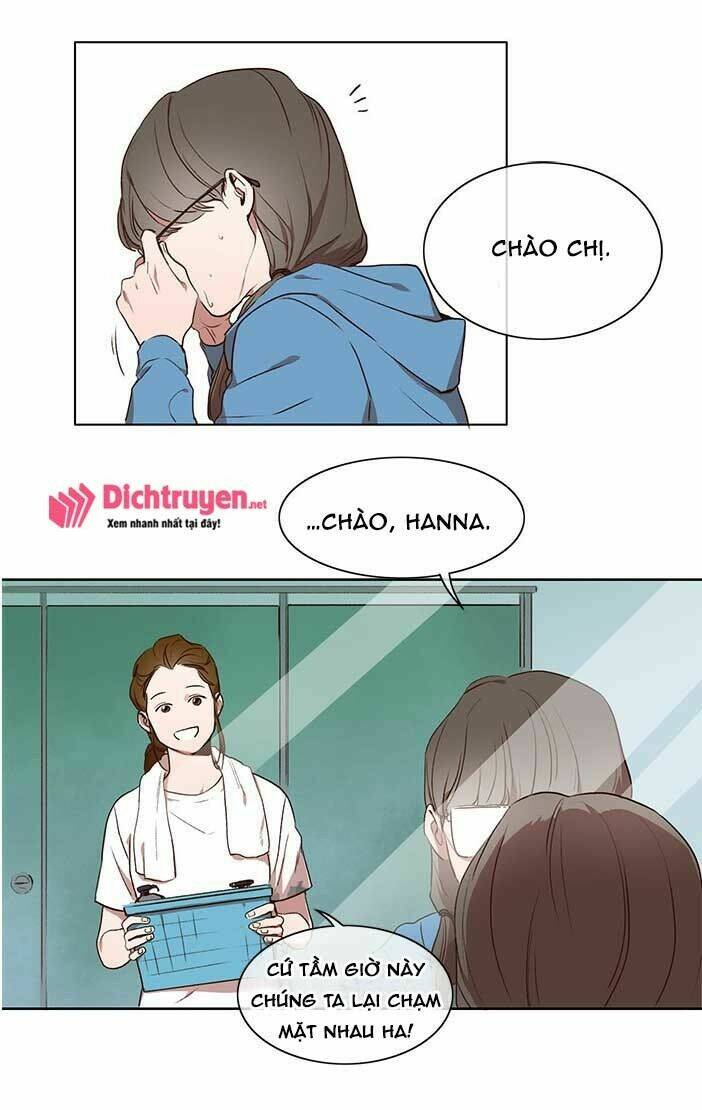 CHÀO CHỊ.
Dichtruyen.net
Xem nhanh nhất tại đây!
...CHÀO, HANNA.
CỨ TẦM GIỜ NÀY
CHÚNG TA LẠI CHẠM
MẶT NHAU HA!